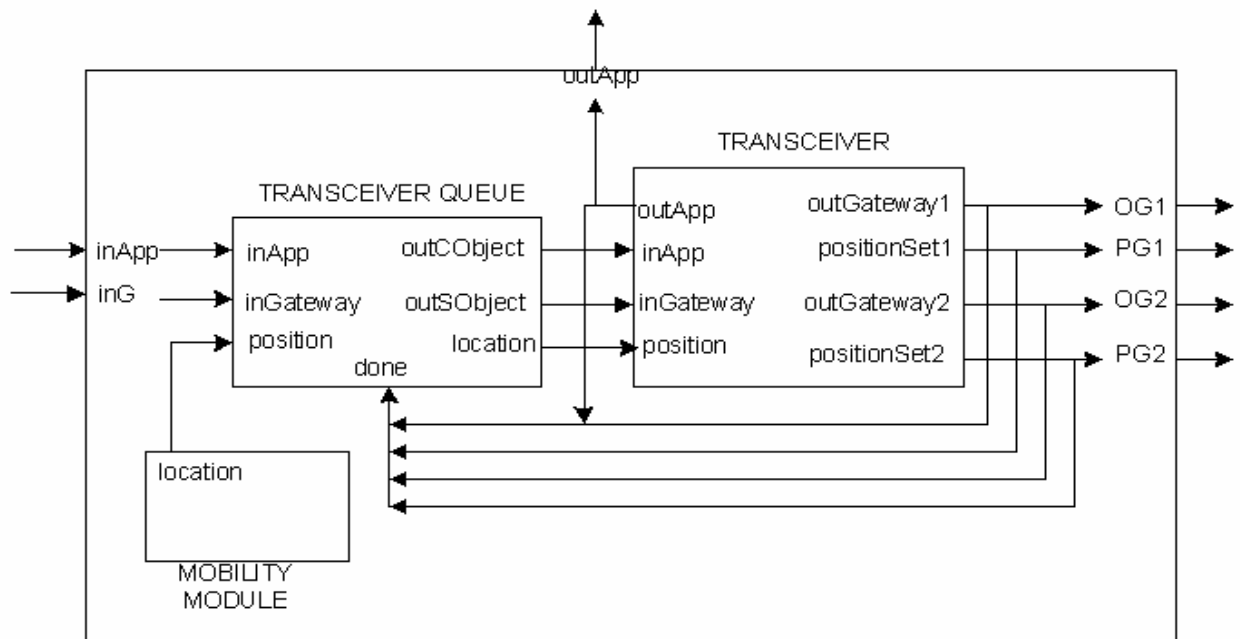 outApp
TRANSCEIVER
TRANSCEIVER QUEUE
outApp
outGateway1
OG1
inApp
inApp
outCObject
inApp
positionSet1
PG1
inG
inGateway
outSObject
inGateway
outGateway2
OG2
position
location
position
positionSet2
PG2
done
location
MOBILITY
MODULE